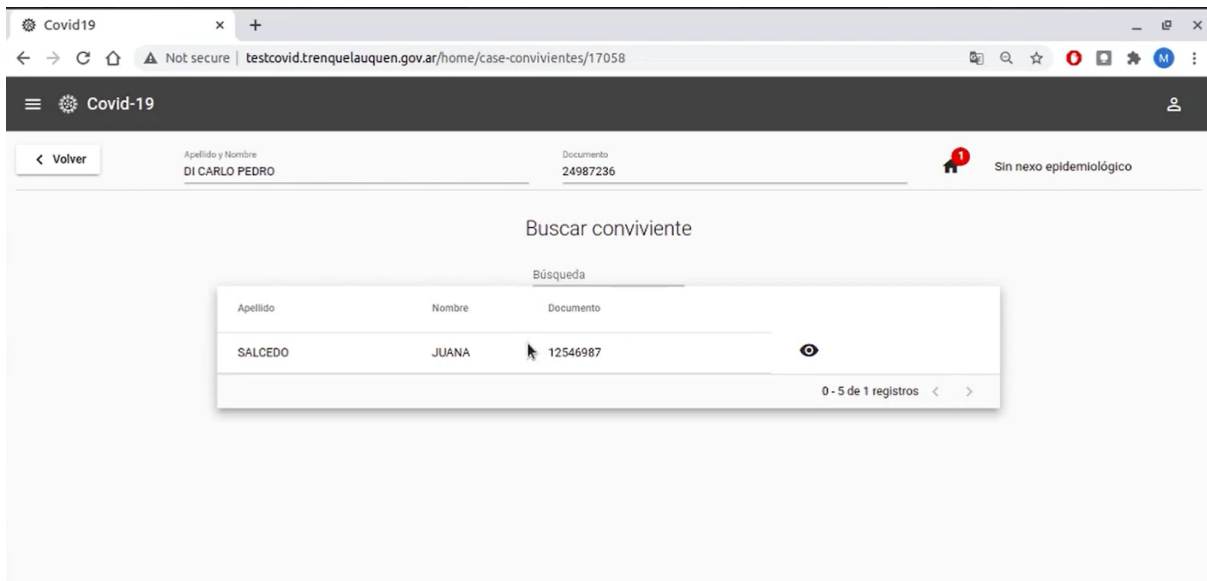 Covid19
Not secure | testcovid.trenquelauquen.gov.ar/home/case-convivientes/17058
M
Covid-19
Volver
Apellido y Nombre
DI CARLO PEDRO
Documento
24987236
1
Sin nexo epidemiológico
Buscar conviviente
Búsqueda
Apellido Nombre Documento
SALCEDO JUANA 12546987
0 - 5 de 1 registros